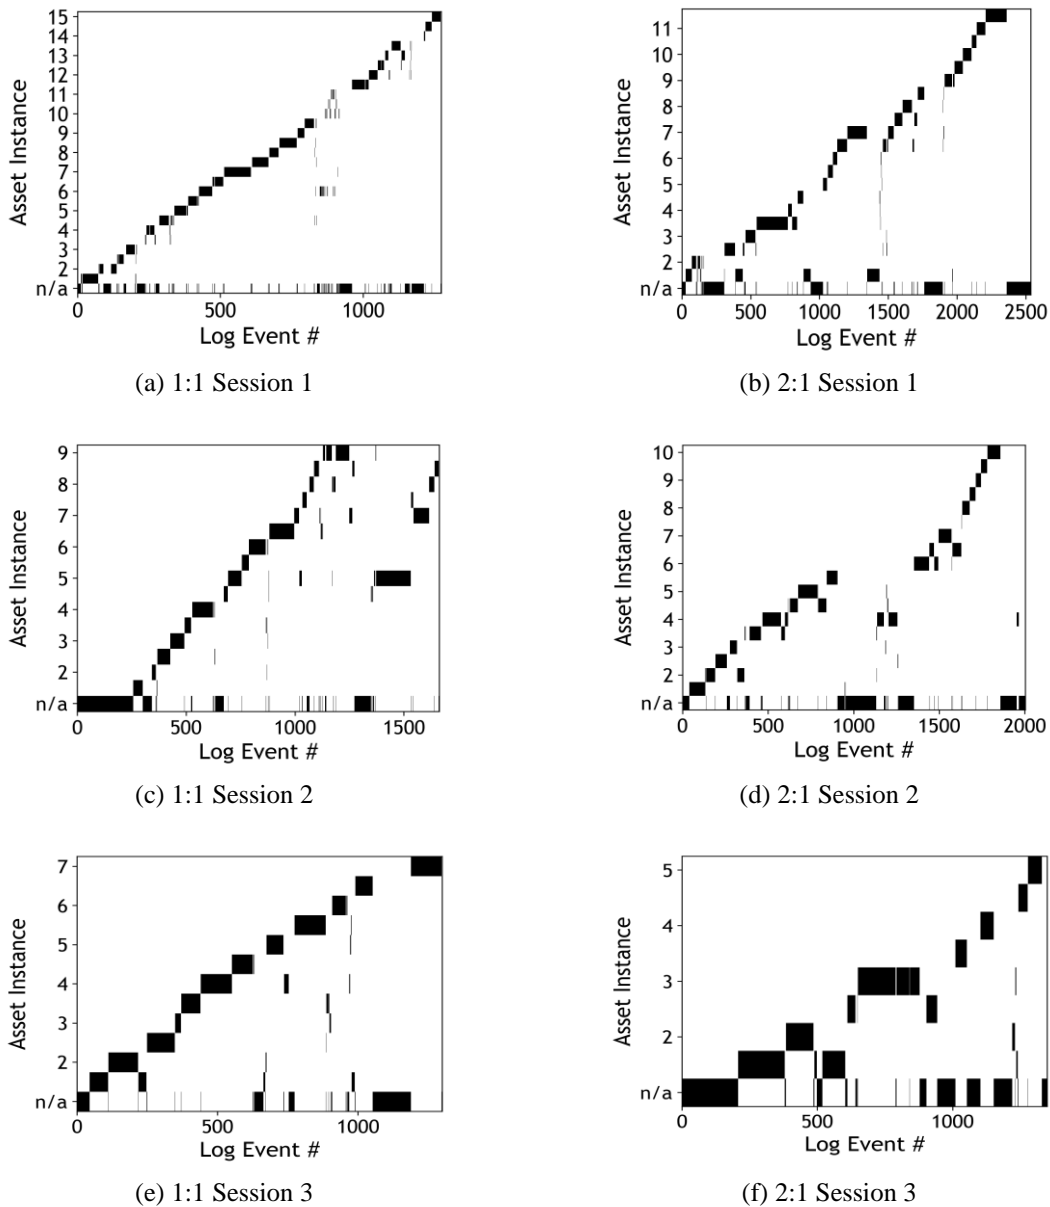 15
14
13
12
11
10
9
8
7
6
5
4
3
2
n/a
Asset Instance
0 500 1000
Log Event #
(a) 1:1 Session 1
11
10
9
8
7
6
5
4
3
2
n/a
Asset Instance
0 500 1000 1500 2000 2500
Log Event #
(b) 2:1 Session 1
9
8
7
6
5
4
3
2
n/a
Asset Instance
0 500 1000 1500
Log Event #
(c) 1:1 Session 2
10
9
8
7
6
5
4
3
2
n/a
Asset Instance
0 500 1000 1500 2000
Log Event #
(d) 2:1 Session 2
7
6
5
4
3
2
n/a
Asset Instance
0 500 1000
Log Event #
(e) 1:1 Session 3
5
4
3
2
n/a
Asset Instance
0 500 1000
Log Event #
(f) 2:1 Session 3